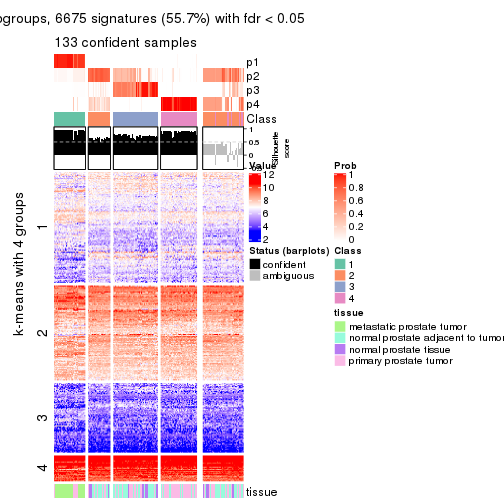 ogroups, 6675 signatures (55.7%) with fdr < 0.05
133 confident samples
p1
p2
p3
p4
Class
1
0.5
0
Silhouette
score
k-means with 4 groups
1
2
3
4
tissue
Value
12
10
8
6
4
2
Prob
1
0.8
0.6
0.4
0.2
0
Status (barplots)
confident
ambiguous
Class
1
2
3
4
tissue
metastatic prostate tumor
normal prostate adjacent to tumor
normal prostate tissue
primary prostate tumor